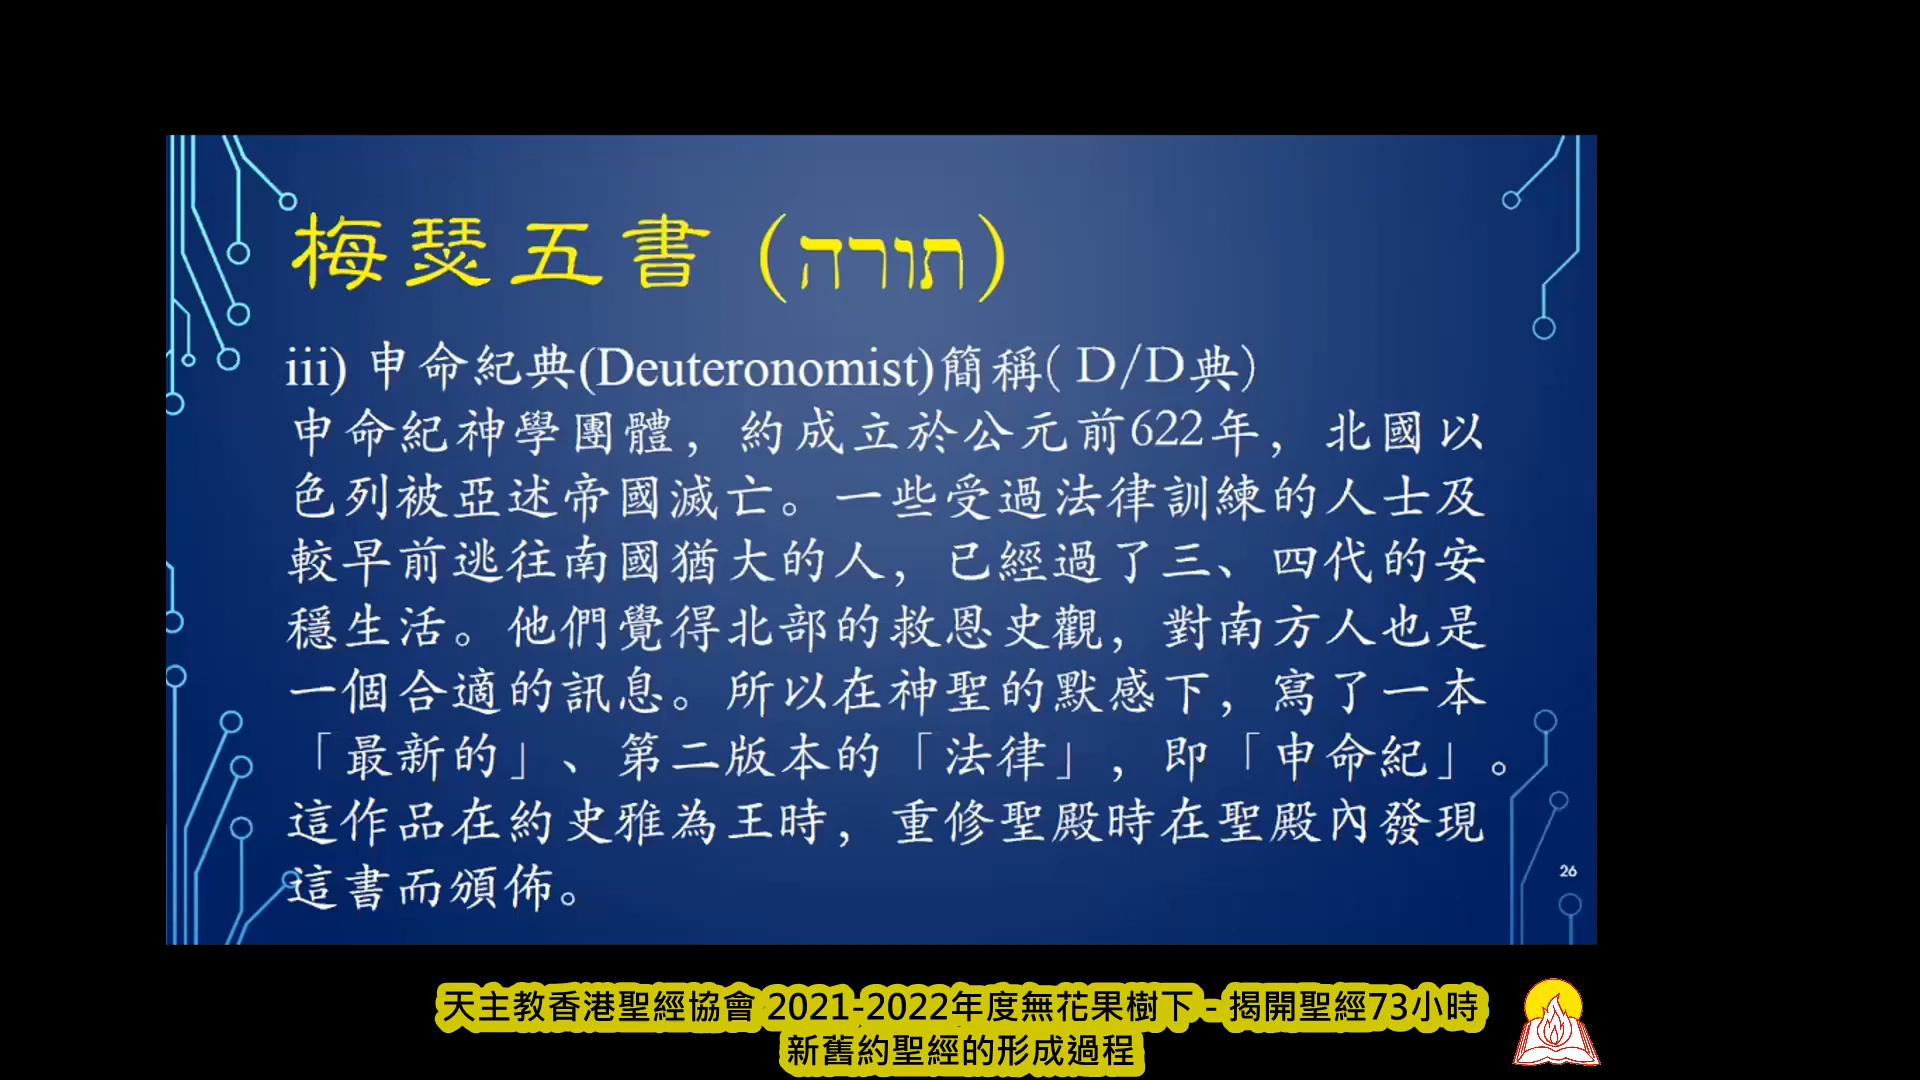 梅瑟五書 (תורה)
iii) 申命紀典(Deuteronomist)簡稱( D/D典)
申命紀神學團體，約成立於公元前622年，北國以
色列被亞述帝國滅亡。一些受過法律訓練的人士及
較早前逃往南國猶大的人，已經過了三、四代的安
穩生活。他們覺得北部的救恩史觀，對南方人也是
一個合適的訊息。所以在神聖的默感下，寫了一本
「最新的」、第二版本的「法律」，即「申命紀」。
這作品在約史雅為王時，重修聖殿時在聖殿內發現
這書而頒佈。
26
天主教香港聖經協會 2021-2022年度無花果樹下 - 揭開聖經73小時
新舊約聖經的形成過程